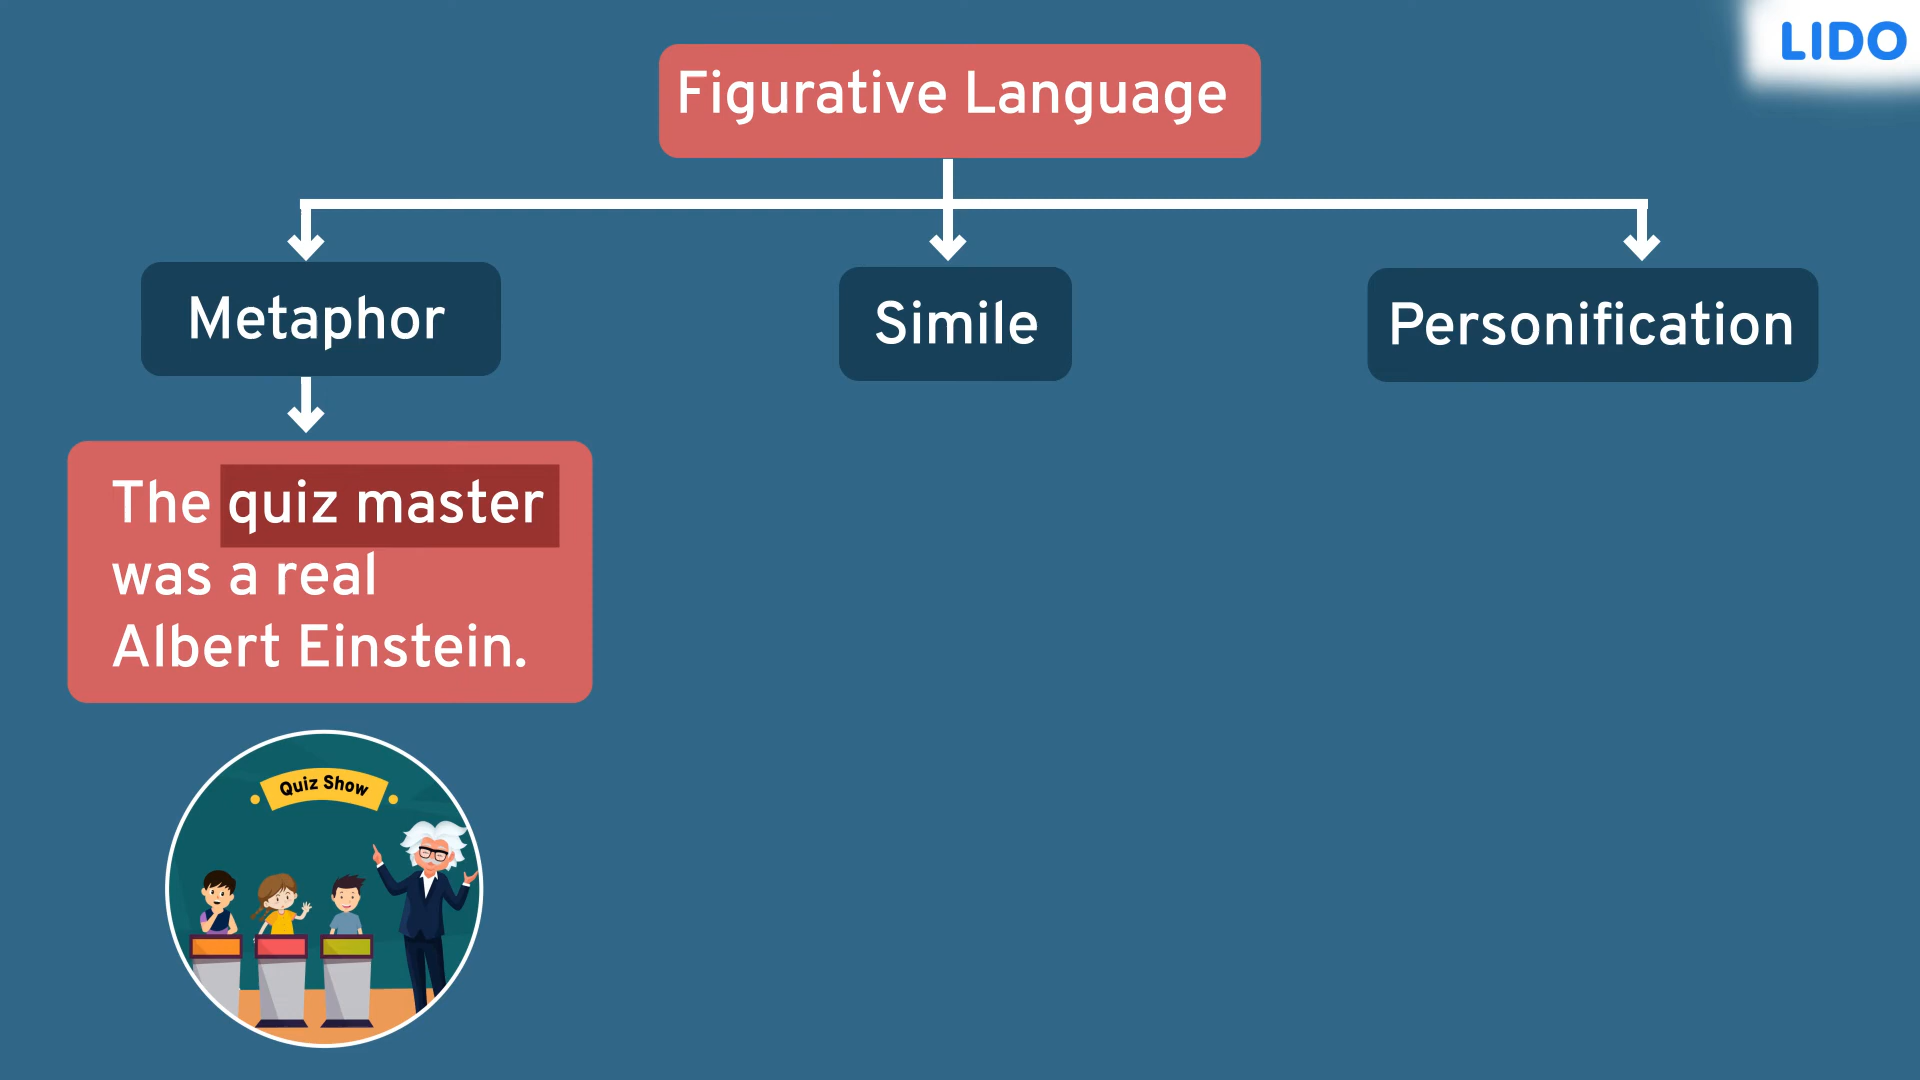 LIDO
Figurative Language
Metaphor
Simile
Personification
The quiz master
was a real
Albert Einstein.
Quiz Show